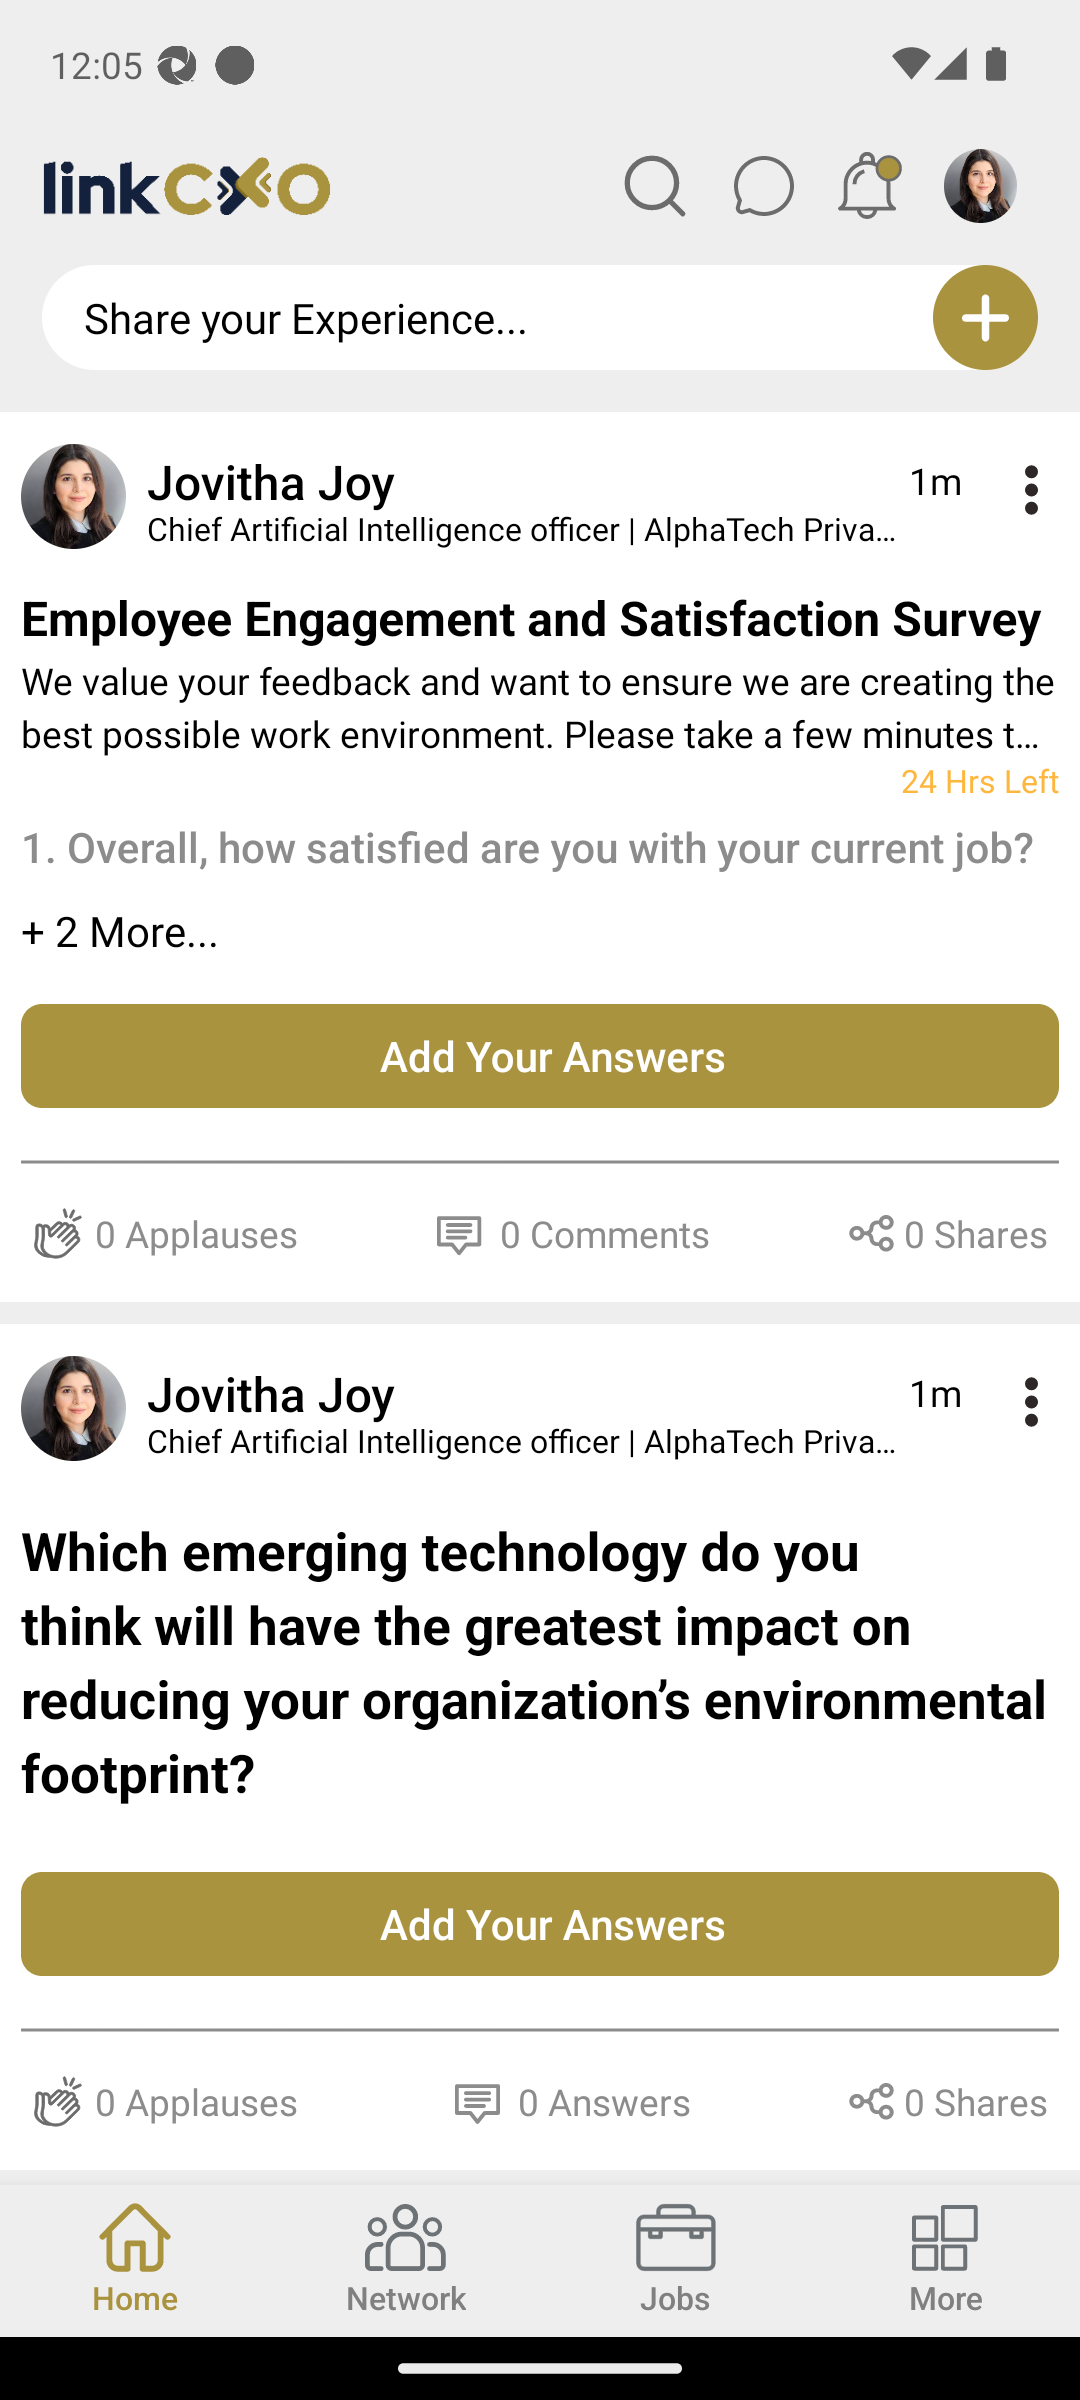 12:05
linkCXO
Share your Experience...
Jovitha Joy
1m
Chief Artificial Intelligence officer | AlphaTech Priva...
Employee Engagement and Satisfaction Survey
We value your feedback and want to ensure we are creating the
best possible work environment. Please take a few minutes t...
24 Hrs Left
1. Overall, how satisfied are you with your current job?
+ 2 More...
Add Your Answers
0 Applauses
0 Comments
0 Shares
Jovitha Joy
1m
Chief Artificial Intelligence officer | AlphaTech Priva...
Which emerging technology do you
think will have the greatest impact on
reducing your organization’s environmental
footprint?
Add Your Answers
0 Applauses
0 Answers
0 Shares
Home
Network
Jobs
More